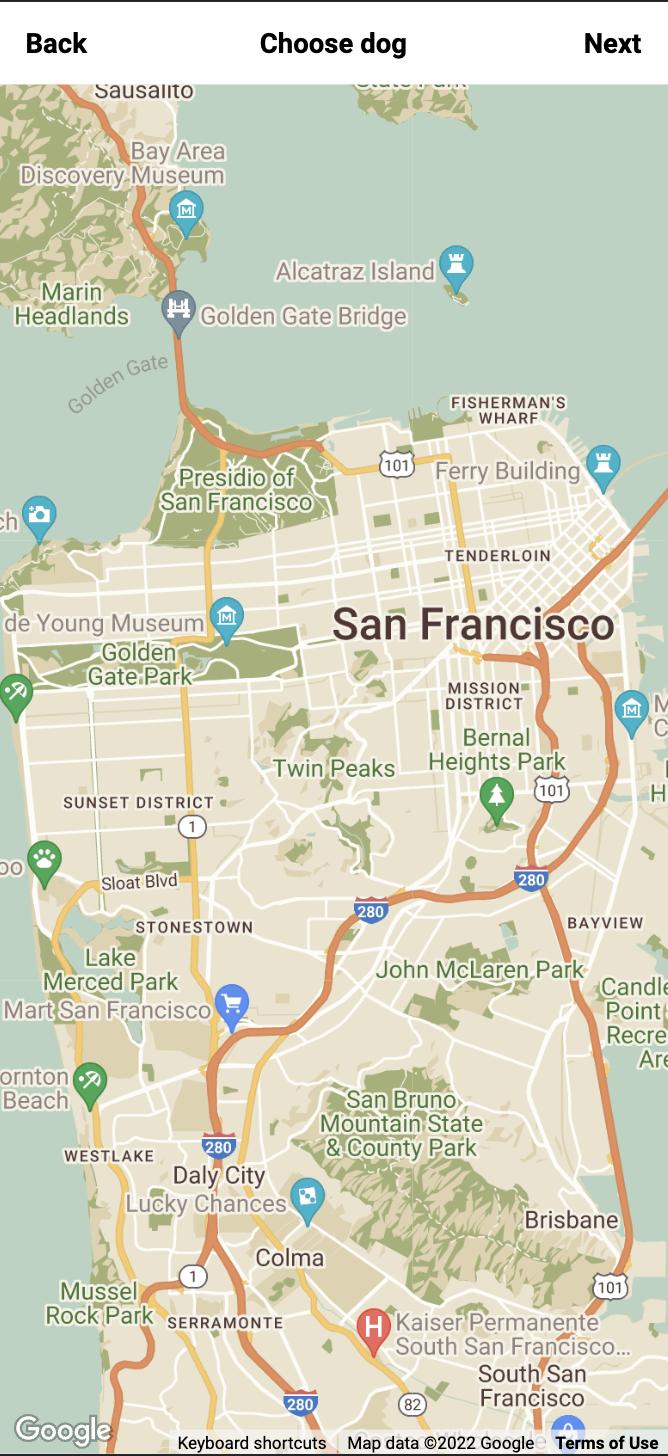 Back Choose dog Next
Sausalito
State Park
Bay Area
Discovery Museum
Alcatraz Island
Marin
Headlands
Golden Gate Bridge
Golden Gate
FISHERMAN'S
WHARF
101
Ferry Building
Presidio of
San Francisco
ch
TENDERLOIN
de Young Museum
San Francisco
Golden
Gate Park
MISSION
DISTRICT
M
C
Bernal
Heights Park
Twin Peaks
101
H
SUNSET DISTRICT
1
oo
Sloat Blvd
280
280
STONESTOWN
BAYVIEW
Lake
Merced Park
John McLaren Park
Candle
Point
Recre
Are
Mart San Francisco
ornton
Beach
San Bruno
Mountain State
& County Park
280
WESTLAKE
Daly City
Lucky Chances
Brisbane
Colma
1
101
Mussel
Rock Park
SERRAMONTE
H
Kaiser Permanente
South San Francisco...
South San
Francisco
280
82
Google
Keyboard shortcuts Map data ©2022 Google Terms of Use